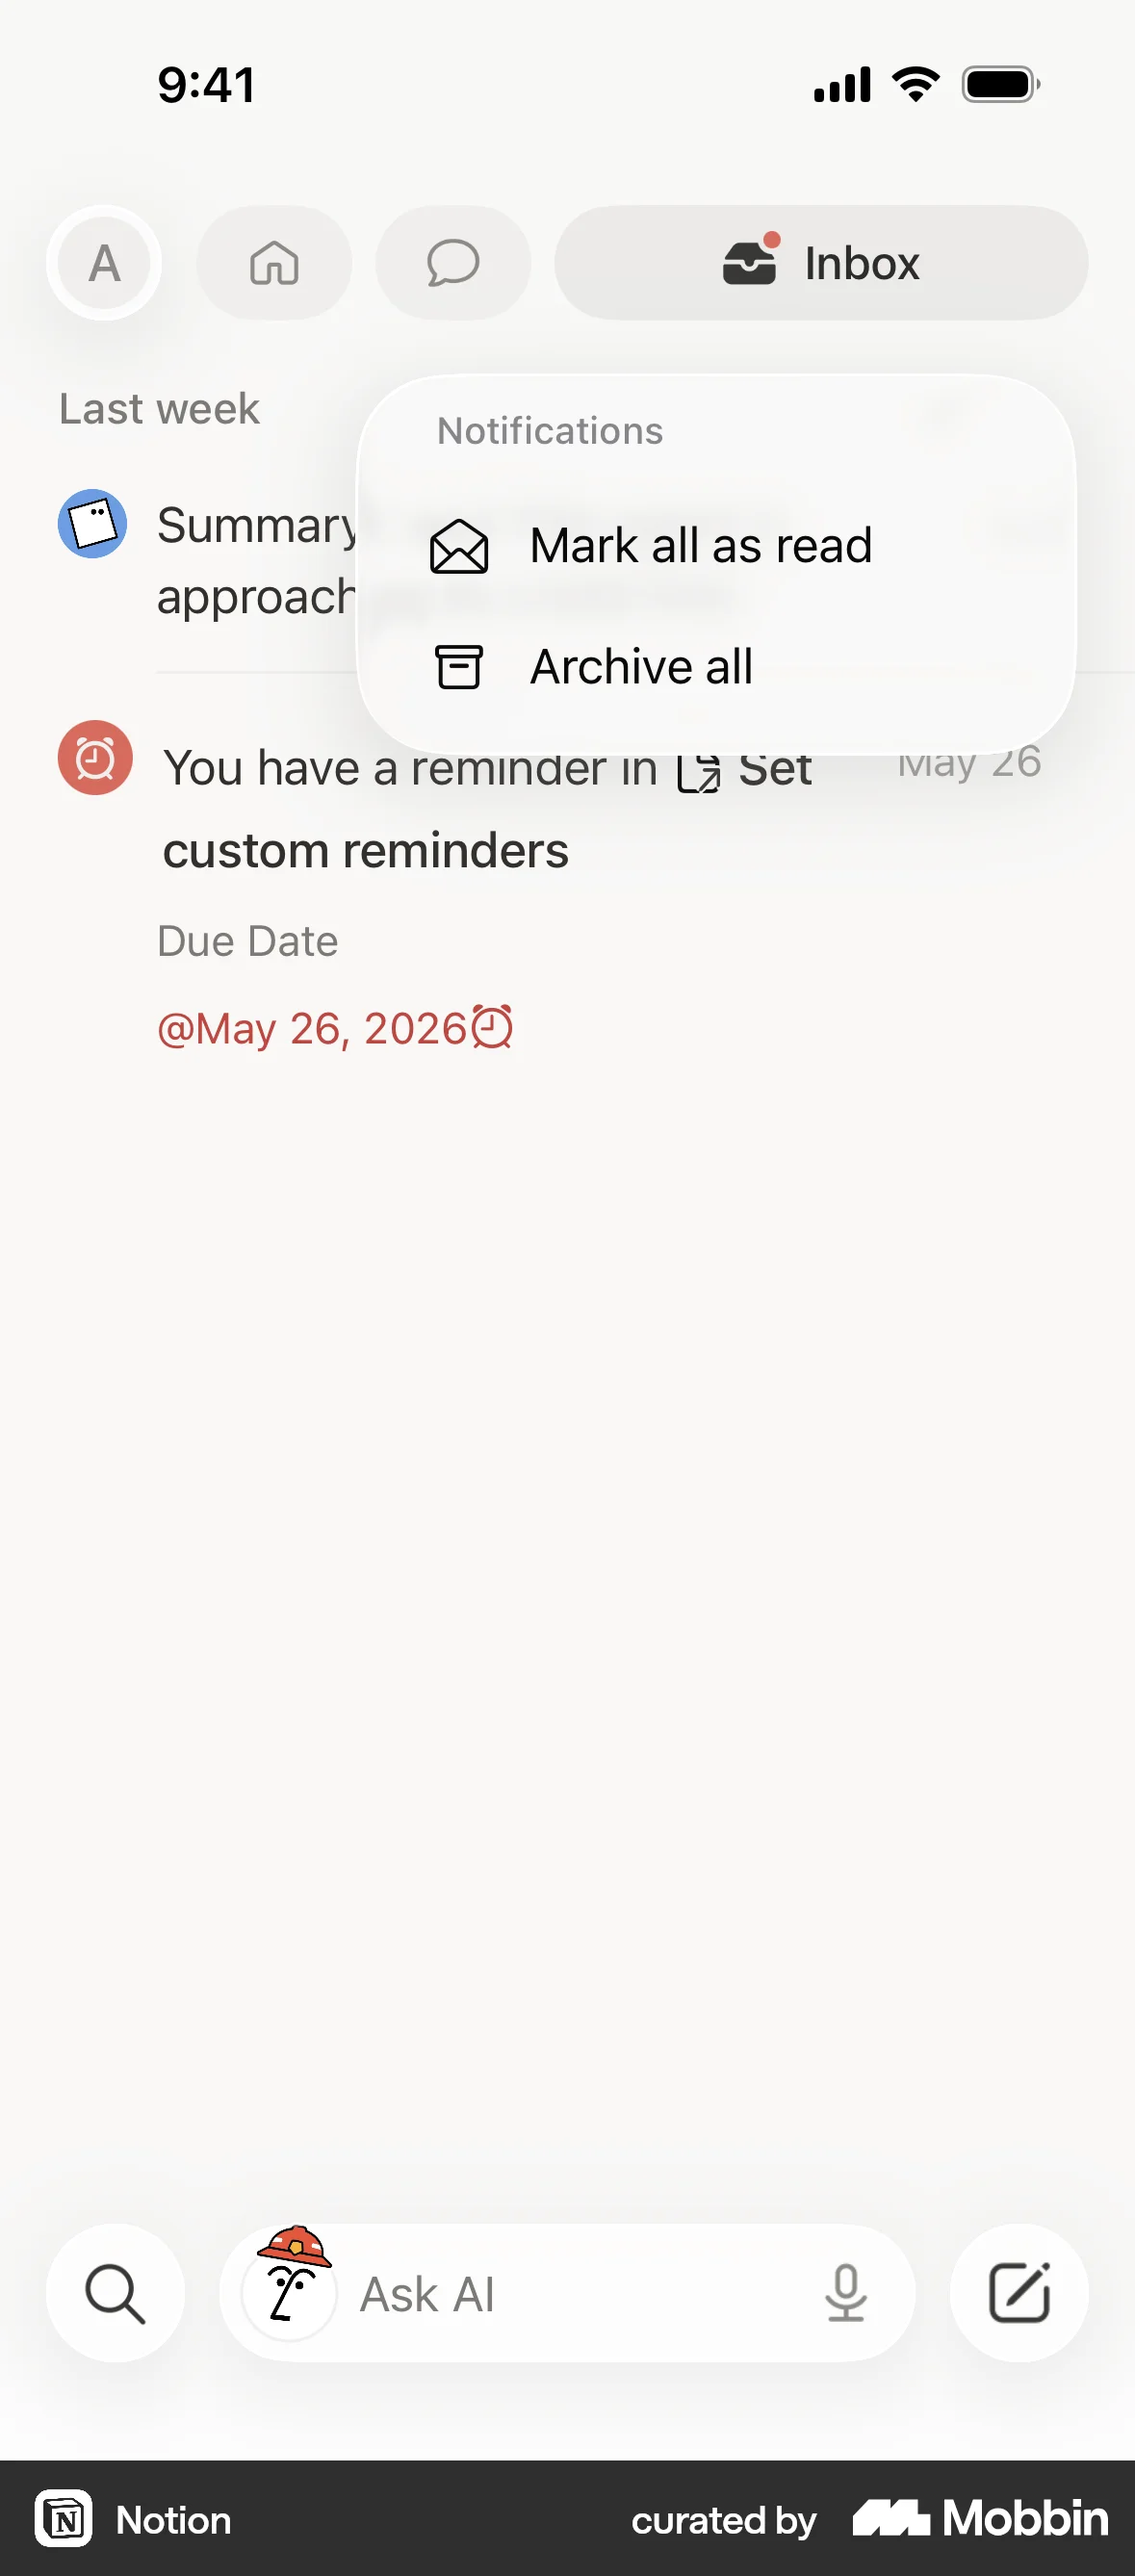 9:41
A
Inbox
Last week
Notifications
Summary
Mark all as read
approach
Archive all
You have a reminder in Set
May 26
custom reminders
Due Date
@May 26, 2026
Ask AI
Notion
curated by Mobbin